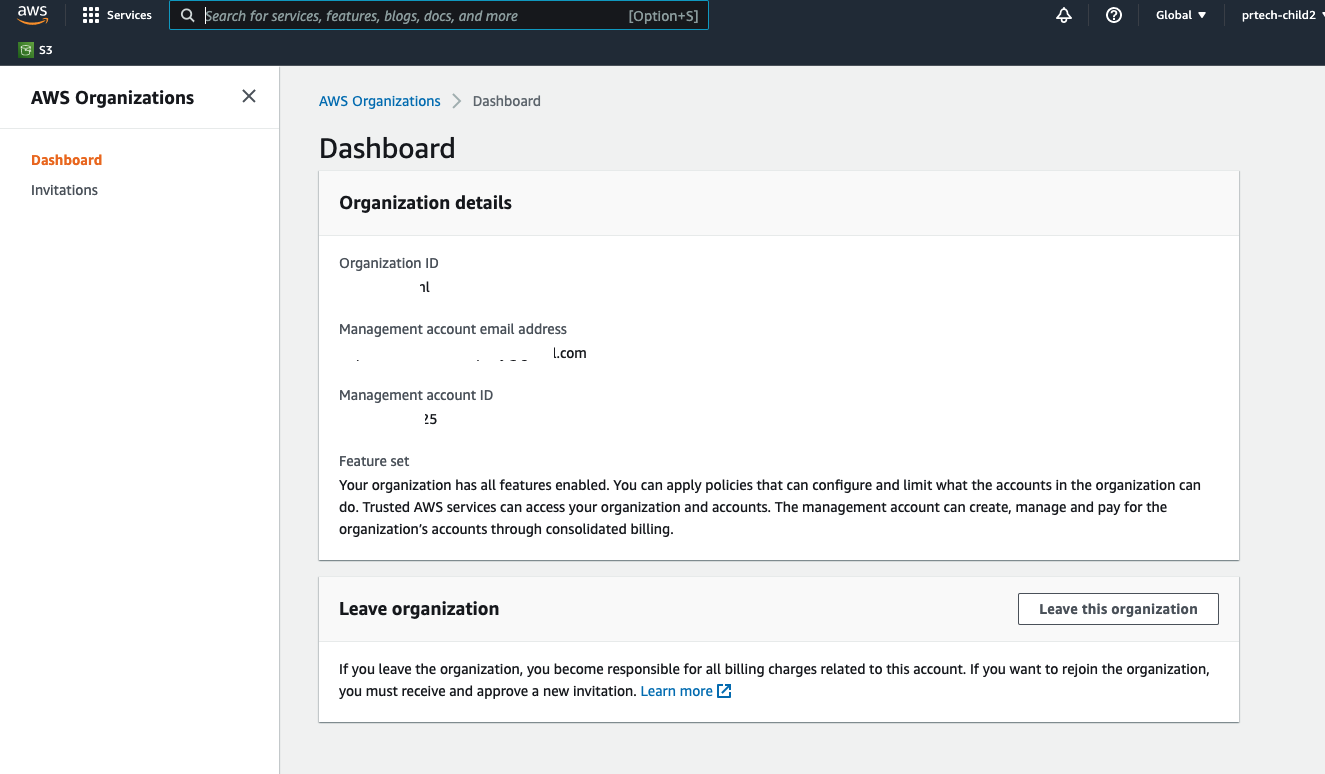 aws
Services
Search for services, features, blogs, docs, and more
[Option+S]
Global
prtech-child2
S3
AWS Organizations
Dashboard
Invitations
AWS Organizations
Dashboard
Dashboard
Organization details
Organization ID
Management account email address
l.com
Management account ID
25
Feature set
Your organization has all features enabled. You can apply policies that can configure and limit what the accounts in the organization can
do. Trusted AWS services can access your organization and accounts. The management account can create, manage and pay for the
organization’s accounts through consolidated billing.
Leave organization
Leave this organization
If you leave the organization, you become responsible for all billing charges related to this account. If you want to rejoin the organization,
you must receive and approve a new invitation. Learn more